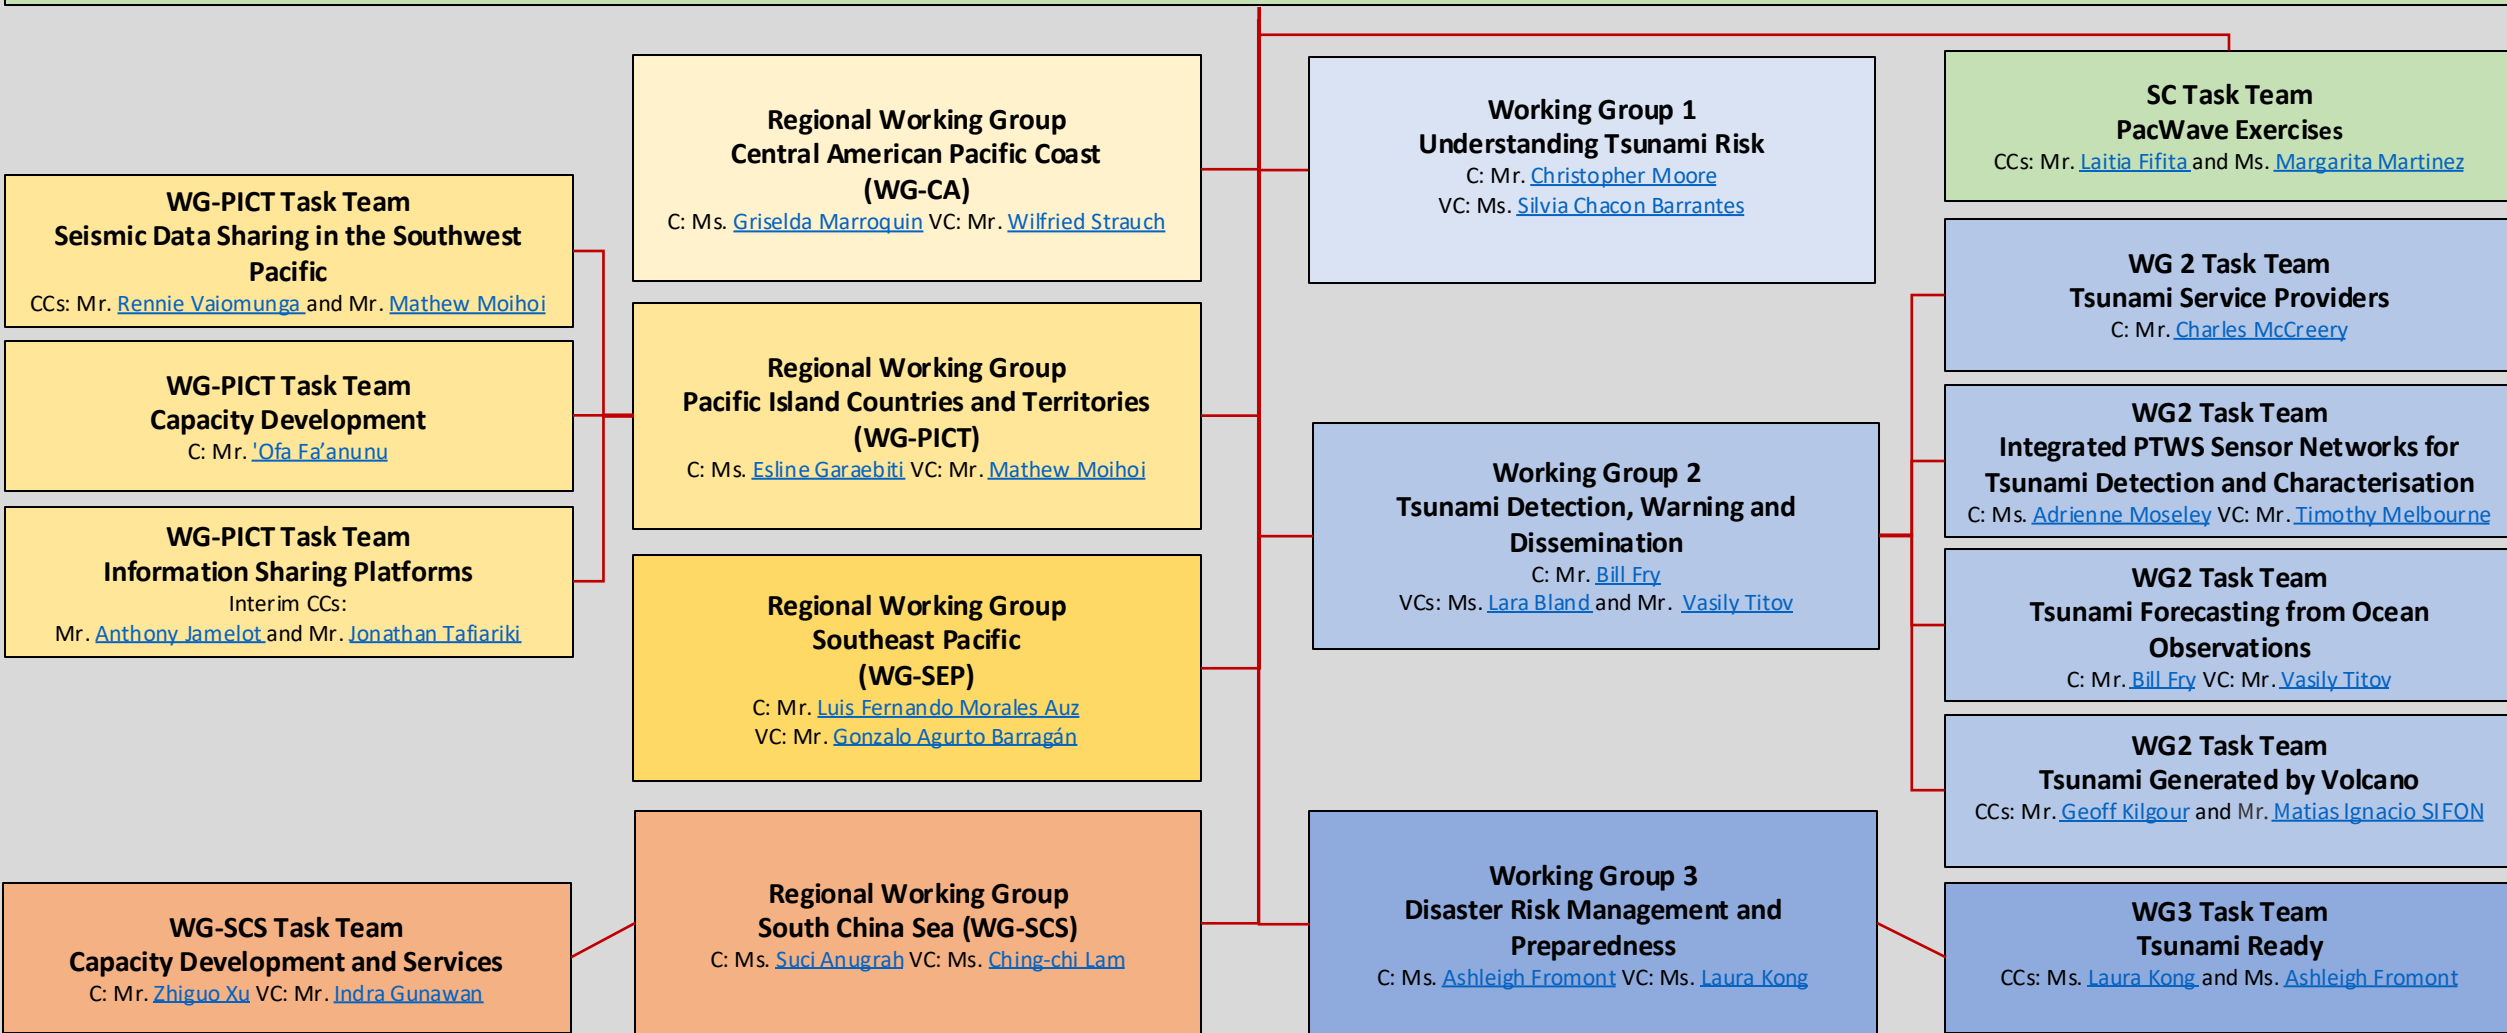 WG-PICT Task Team
Seismic Data Sharing in the Southwest
Pacific
CCs: Mr. Rennie Vaiomunga and Mr. Mathew Moihoi
WG-PICT Task Team
Capacity Development
C: Mr. 'Ofa Fa’anunu
WG-PICT Task Team
Information Sharing Platforms
Interim CCs:
Mr. Anthony Jamelot and Mr. Jonathan Tafiariki
WG-SCS Task Team
Capacity Development and Services
C: Mr. Zhiguo Xu VC: Mr. Indra Gunawan
Regional Working Group
Central American Pacific Coast
(WG-CA)
C: Ms. Griselda Marroquin VC: Mr. Wilfried Strauch
Regional Working Group
Pacific Island Countries and Territories
(WG-PICT)
C: Ms. Esline Garaebiti VC: Mr. Mathew Moihoi
Regional Working Group
Southeast Pacific
(WG-SEP)
C: Mr. Luis Fernando Morales Auz
VC: Mr. Gonzalo Agurto Barragán
Regional Working Group
South China Sea (WG-SCS)
C: Ms. Suci Anugrah VC: Ms. Ching-chi Lam
Working Group 1
Understanding Tsunami Risk
C: Mr. Christopher Moore
VC: Ms. Silvia Chacon Barrantes
Working Group 2
Tsunami Detection, Warning and
Dissemination
C: Mr. Bill Fry
VCs: Ms. Lara Bland and Mr. Vasily Titov
Working Group 3
Disaster Risk Management and
Preparedness
C: Ms. Ashleigh Fromont VC: Ms. Laura Kong
SC Task Team
PacWave Exercises
CCs: Mr. Laitia Fifita and Ms. Margarita Martinez
WG 2 Task Team
Tsunami Service Providers
C: Mr. Charles McCreery
WG2 Task Team
Integrated PTWS Sensor Networks for
Tsunami Detection and Characterisation
C: Ms. Adrienne Moseley VC: Mr. Timothy Melbourne
WG2 Task Team
Tsunami Forecasting from Ocean
Observations
C: Mr. Bill Fry VC: Mr. Vasily Titov
WG2 Task Team
Tsunami Generated by Volcano
CCs: Mr. Geoff Kilgour and Mr. Matias Ignacio SIFON
WG3 Task Team
Tsunami Ready
CCs: Ms. Laura Kong and Ms. Ashleigh Fromont